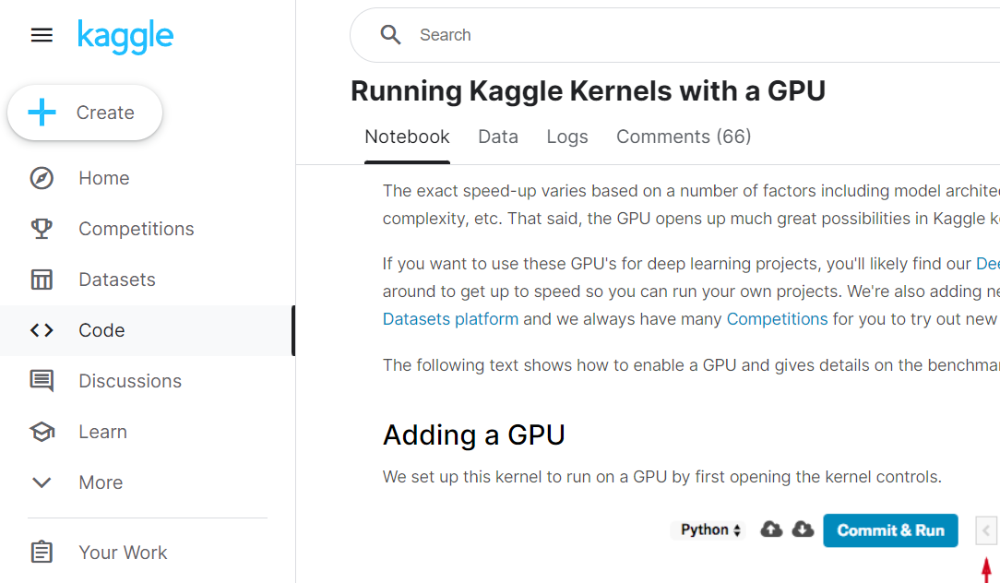 kaggle
Search
Create
Running Kaggle Kernels with a GPU
Notebook Data Logs Comments (66)
Home
Competitions
Datasets
Code
Discussions
Learn
More
Your Work
The exact speed-up varies based on a number of factors including model
complexity, etc. That said, the GPU opens up much great possibilities in Kaggle
If you want to use these GPU's for deep learning projects, you'll likely find our
around to get up to speed so you can run your own projects. We're also adding
Datasets platform and we always have many Competitions for you to try out new
The following text shows how to enable a GPU and gives details on the
Adding a GPU
We set up this kernel to run on a GPU by first opening the kernel controls.
Python Commit & Run